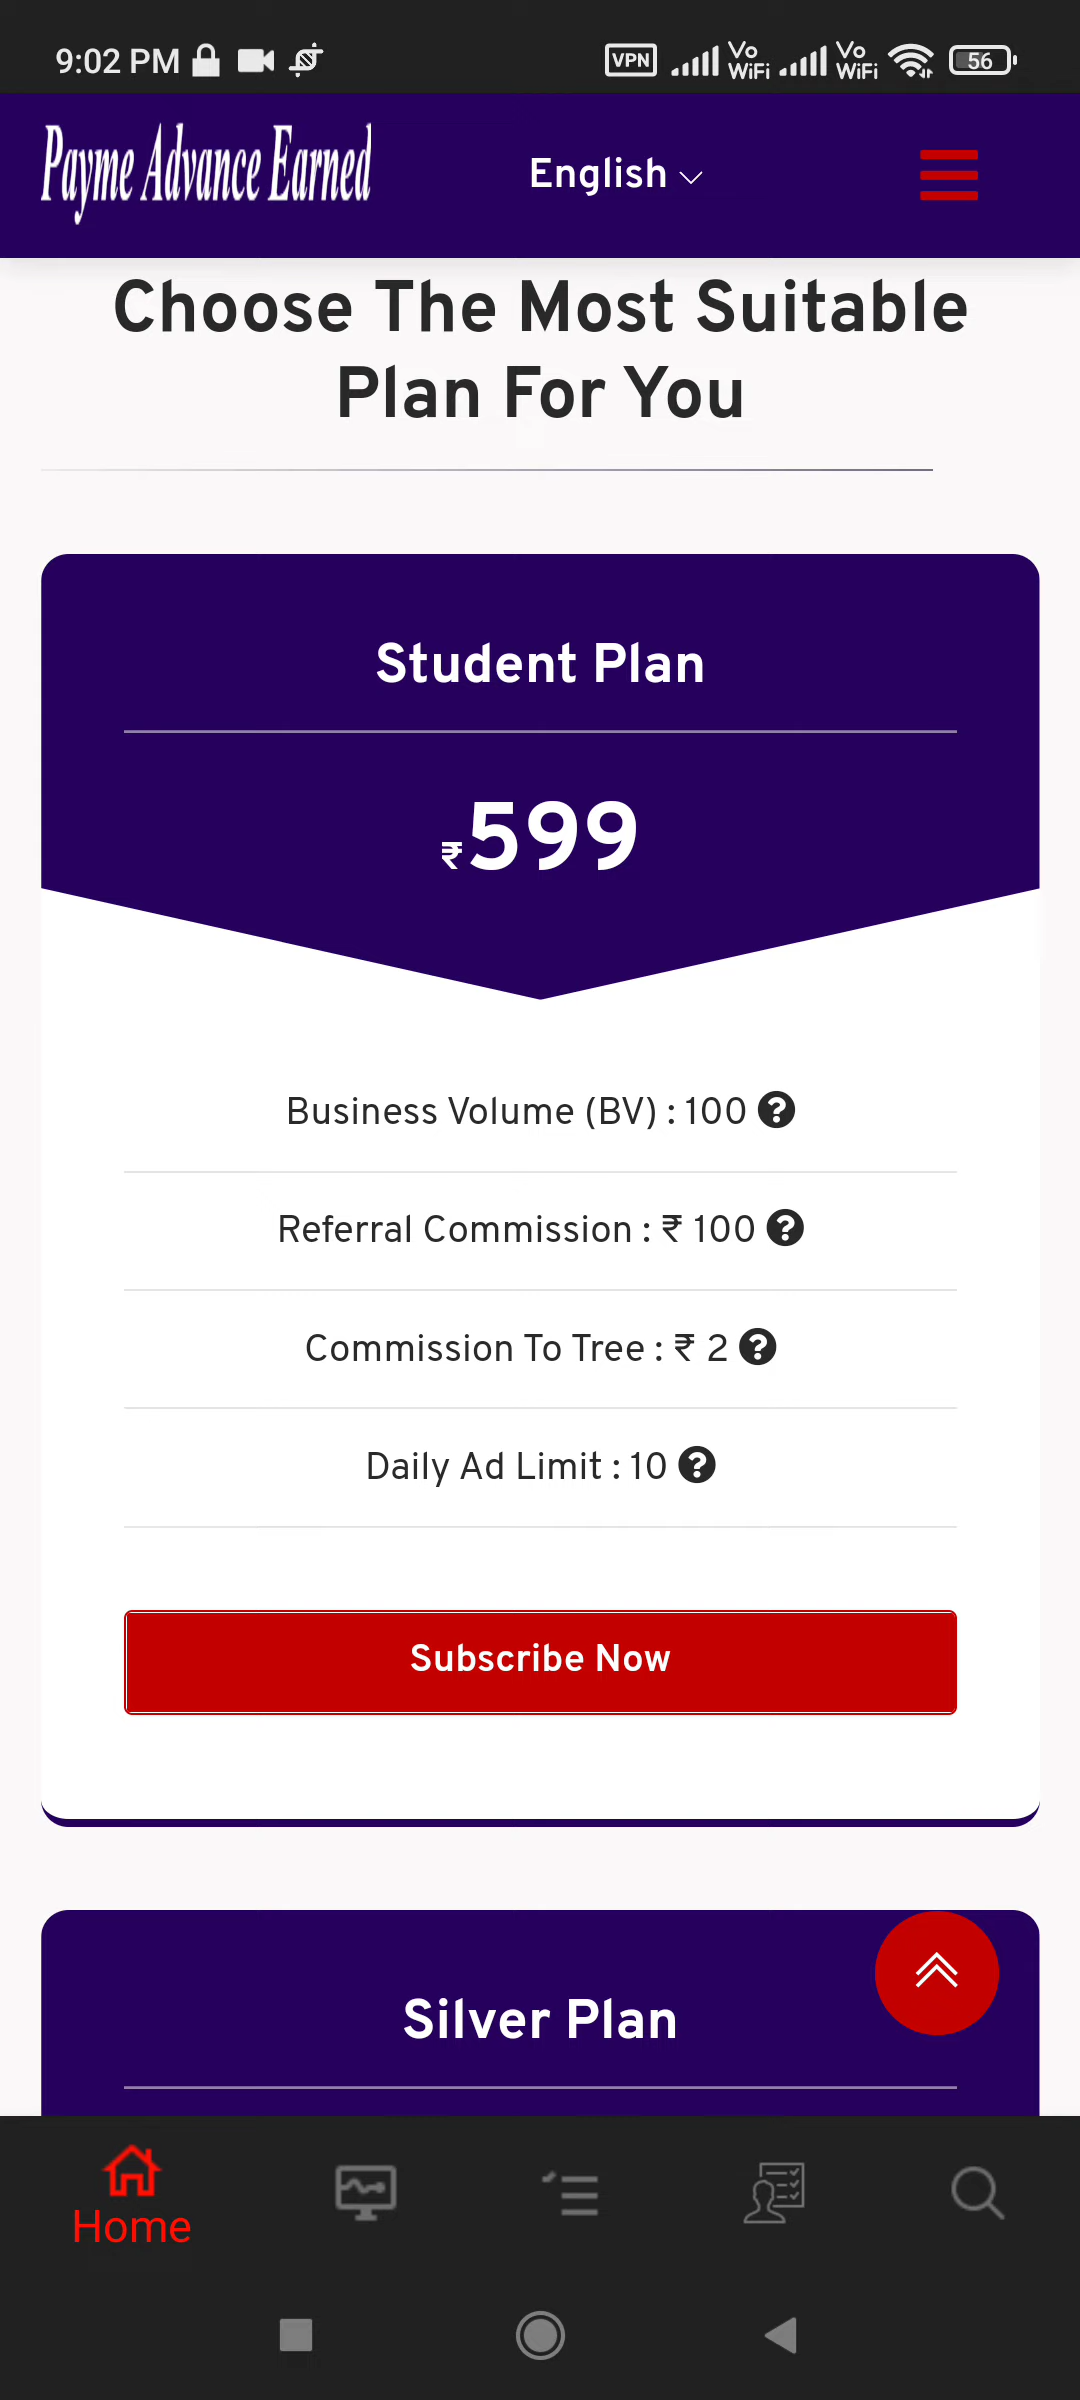 9:02 PM VPN Vo WiFi Vo WiFi 56
Payme Advance Earned English
Choose The Most Suitable
Plan For You
Student Plan
₹599
Business Volume (BV) : 100 ?
Referral Commission : ₹ 100 ?
Commission To Tree : ₹ 2 ?
Daily Ad Limit : 10 ?
Subscribe Now
Silver Plan
Home